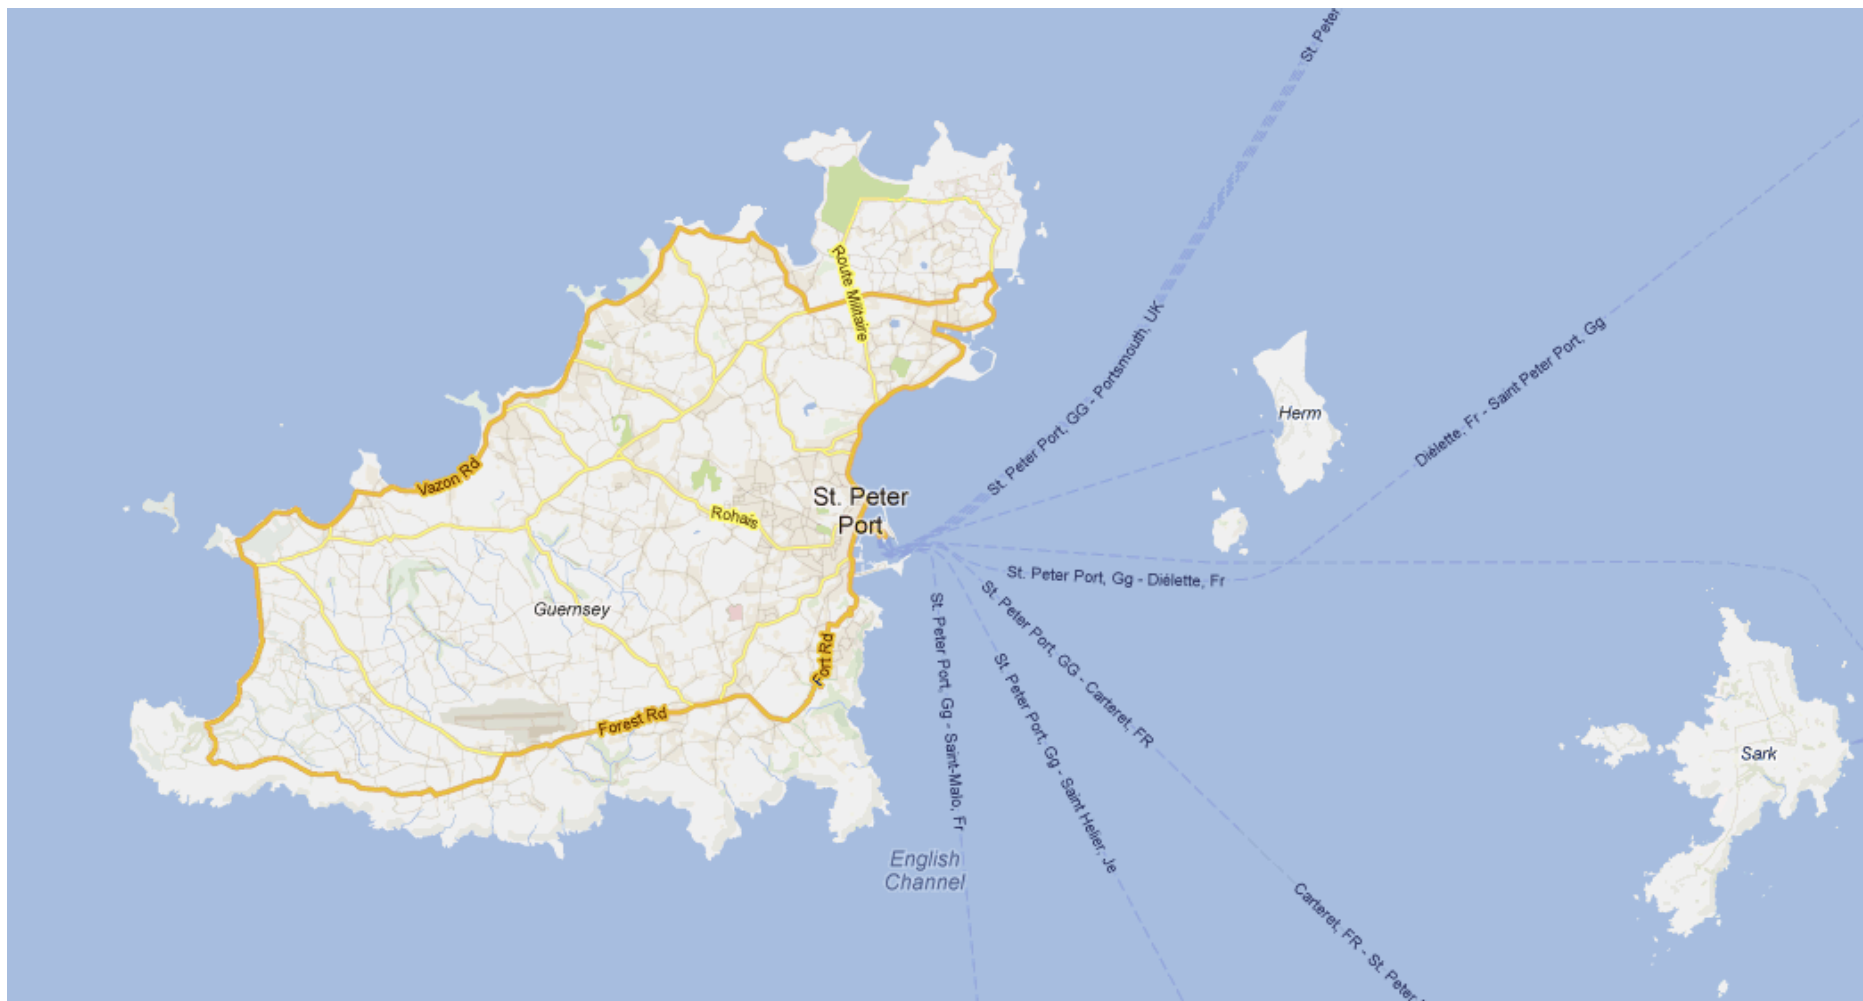 St. Peter
Route Militaire
St. Peter Port, GG - Portsmouth, UK
Diélette, Fr - Saint Peter Port, Gg
Herm
Vazon Rd
St. Peter
Port
Rohais
St. Peter Port, Gg - Diélette, Fr
St. Peter Port, GG - Carteret, FR
St. Peter Port, Gg - Saint-Malo, Fr
St. Peter Port, Gg - Saint Helier, Je
Guernsey
Fort Rd
Forest Rd
Sark
English
Channel
Carteret, FR - St. Peter